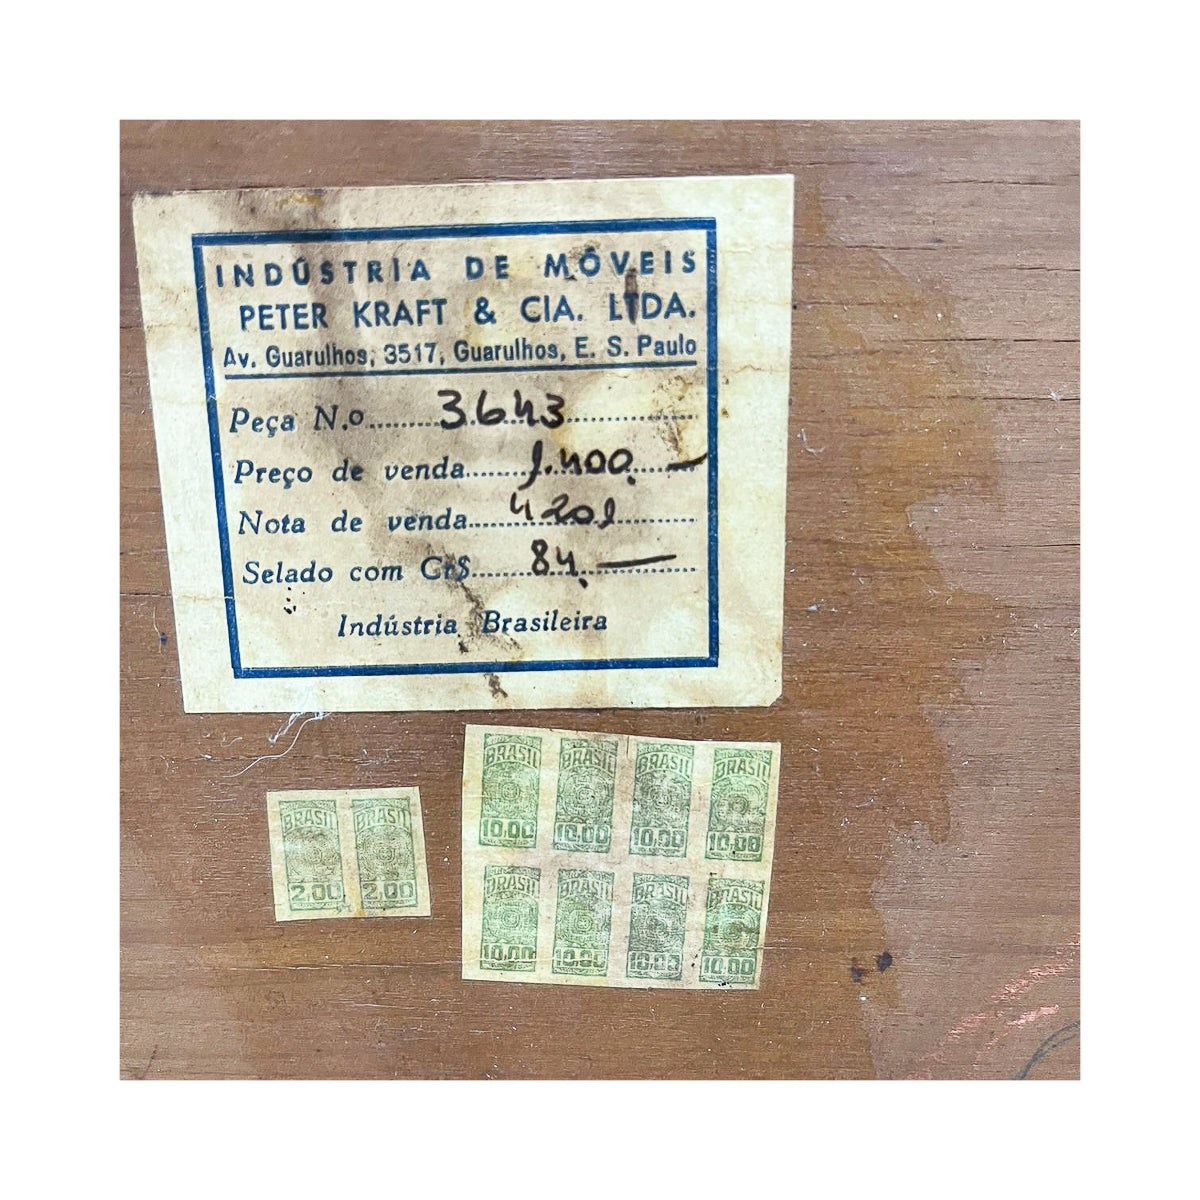 INDÚSTRIA DE MÓVEIS
PETER KRAFT & CIA. LTDA.
Av. Guarulhos, 3517, Guarulhos, E. S. Paulo
Peça N.o 3643
Preço de venda 1.400. —
Nota de venda 4201
Selado com Cr$ 84. —
Indústria Brasileira
BRASIL BRASIL BRASIL BRASIL
10,00 10,00 10,00 10,00
BRASIL BRASIL
2,00 2,00
BRASIL BRASIL BRASIL BRASIL
10,00 10,00 10,00 10,00